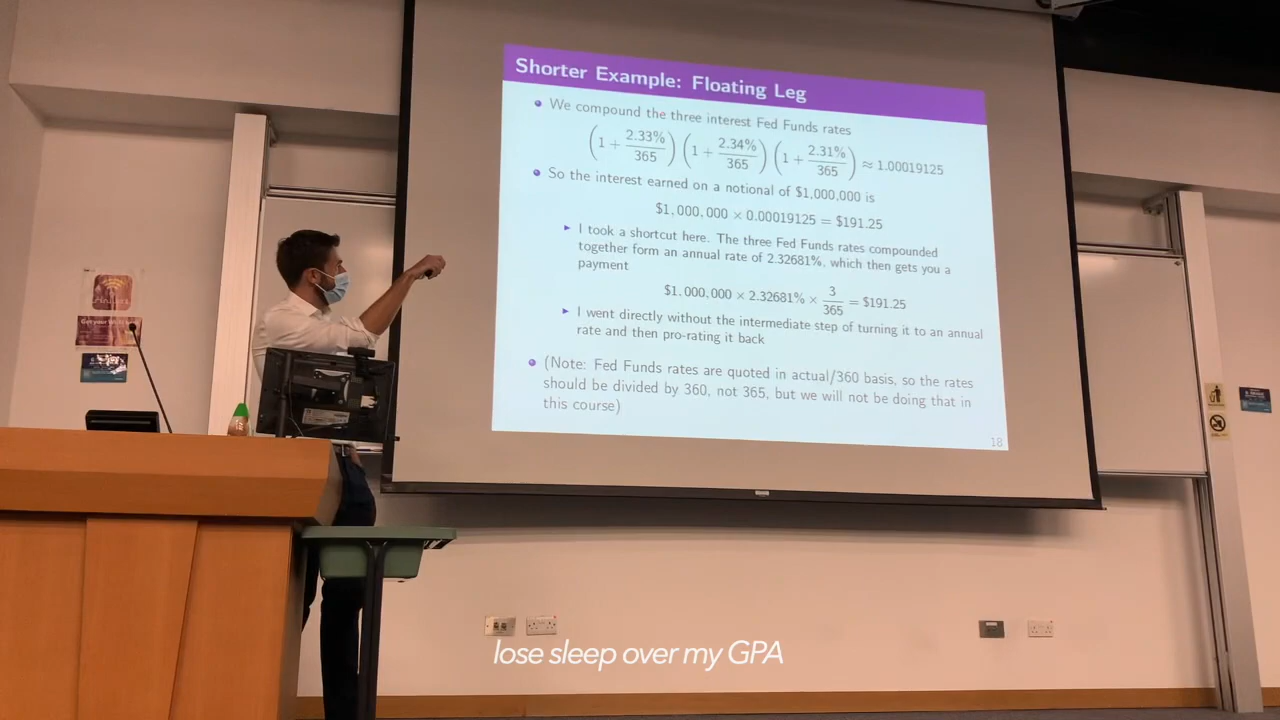 Shorter Example: Floating Leg
We compound the three interest Fed Funds rates
(1 + 2.33%/365) (1 + 2.34%/365) (1 + 2.31%/365) ≈ 1.00019125
So the interest earned on a notional of $1,000,000 is
$1,000,000 × 0.00019125 = $191.25
I took a shortcut here. The three Fed Funds rates compounded
together form an annual rate of 2.32681%, which then gets you a
payment
$1,000,000 × 2.32681% × 3/365 = $191.25
I went directly without the intermediate step of turning it to an annual
rate and then pro-rating it back
(Note: Fed Funds rates are quoted in actual/360 basis, so the rates
should be divided by 360, not 365, but we will not be doing that in
this course)
18
lose sleep over my GPA